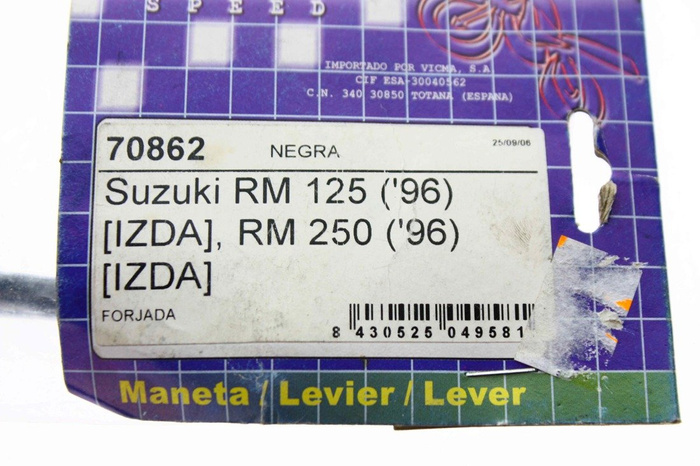 SPEED
IMPORTADO POR VICMA, S.A
CIF ESA-30040562
C.N. 340 30850 TOTANA (ESPAÑA)
70862 NEGRA 25/09/06
Suzuki RM 125 ('96)
[IZDA], RM 250 ('96)
[IZDA]
FORJADA
8 430525 049581
Maneta / Levier / Lever